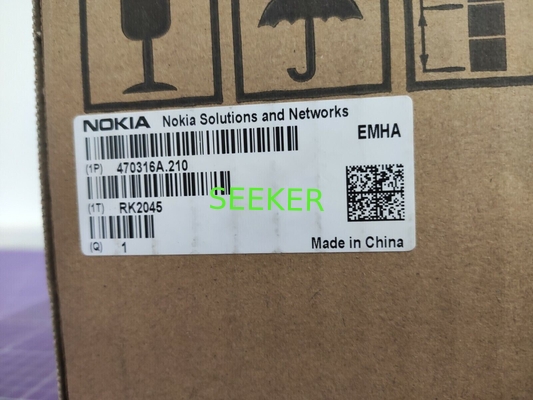 NOKIA Nokia Solutions and Networks
EMHA
(1P) 470316A.210
SEEKER
(1T) RK2045
(Q) 1
Made in China